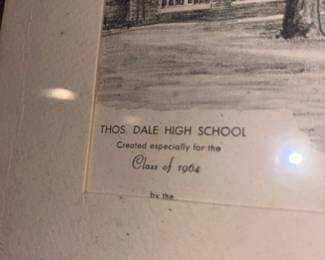 THOS. DALE HIGH SCHOOL
Created especially for the
Class of 1964
by the